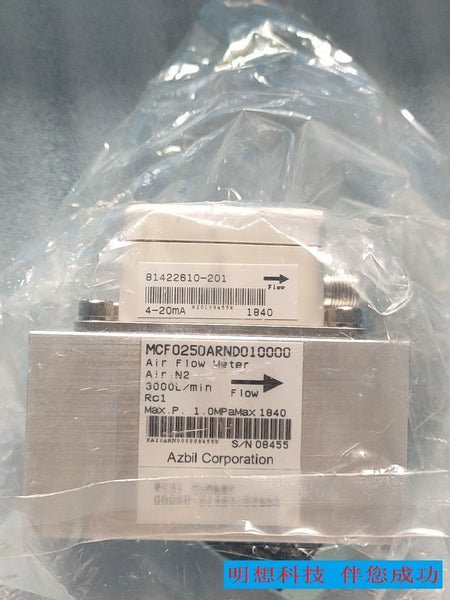 81422610-201
Flow
4-20mA
1840
MCF0250ARND010000
Air Flow Meter
Air.N2
3000L/min
Flow
Rc1
Max.P. 1.0MPaMax 1840
S/N 08455
Azbil Corporation
明想科技 伴您成功